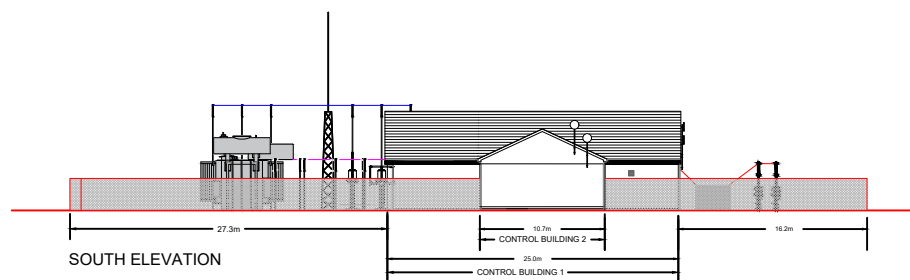 27.3m
10.7m
16.2m
CONTROL BUILDING 2
SOUTH ELEVATION
25.0m
CONTROL BUILDING 1